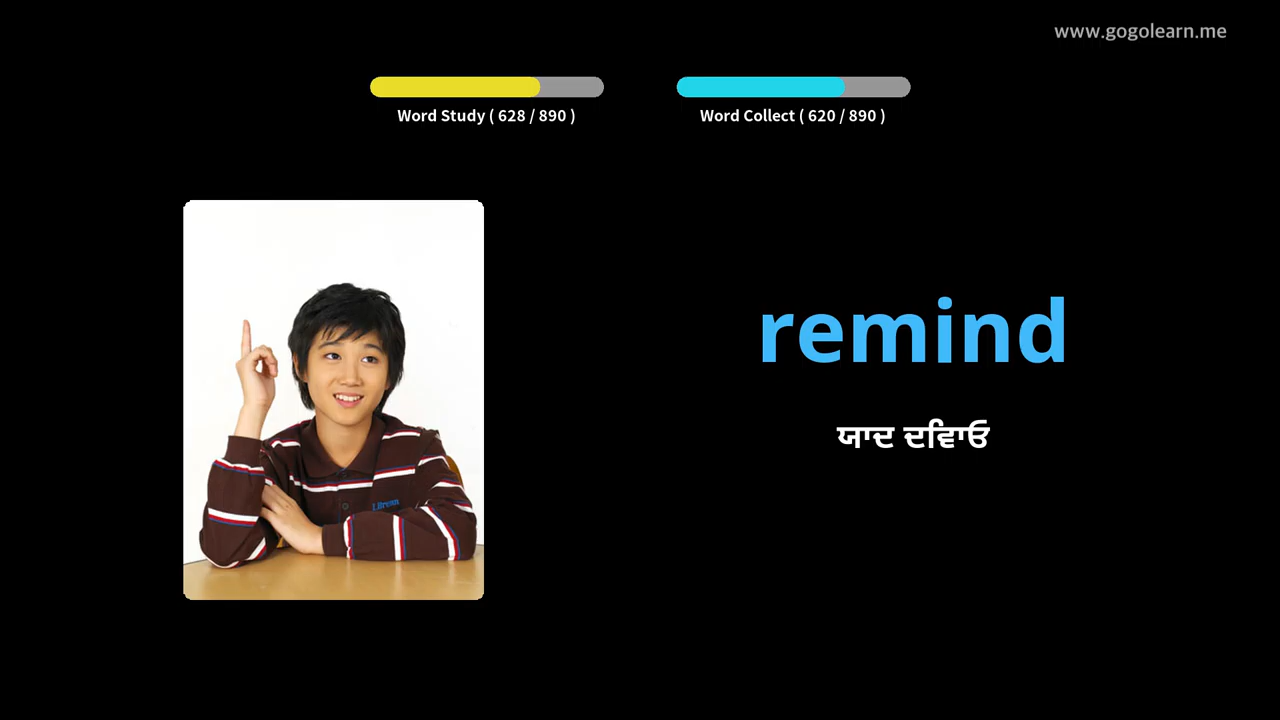 www.gogolearn.me
Word Study ( 628 / 890 )
Word Collect ( 620 / 890 )
remind
ਯਾਦ ਦਵਿਾਓ